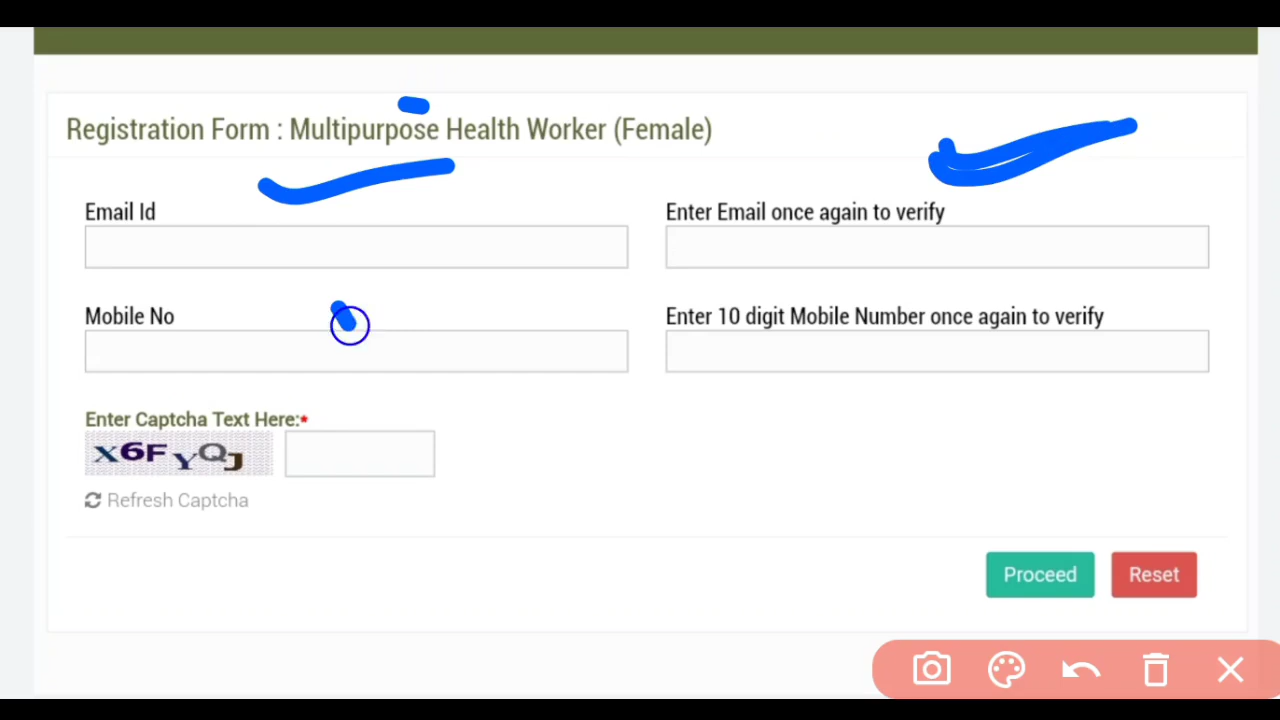 Registration Form : Multipurpose Health Worker (Female)
Email Id
Enter Email once again to verify
Mobile No
Enter 10 digit Mobile Number once again to verify
Enter Captcha Text Here:*
X6FYQJ
Refresh Captcha
Proceed
Reset